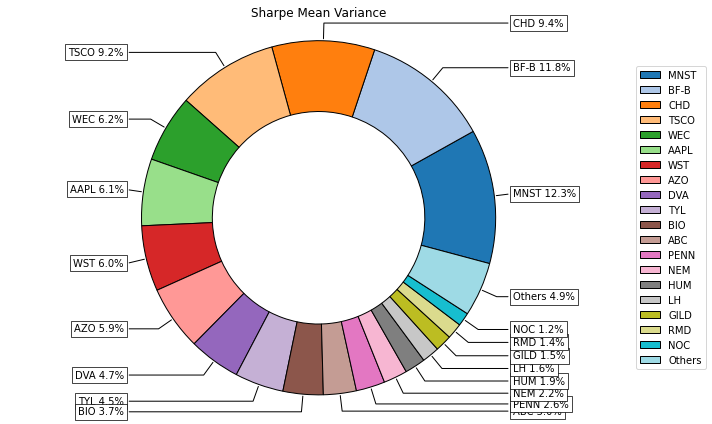 Sharpe Mean Variance
CHD 9.4%
TSCO 9.2%
BF-B 11.8%
WEC 6.2%
AAPL 6.1%
MNST 12.3%
WST 6.0%
Others 4.9%
AZO 5.9%
NOC 1.2%
RMD 1.4%
GILD 1.5%
LH 1.6%
DVA 4.7%
HUM 1.9%
NEM 2.2%
TYL 4.5%
PENN 2.6%
BIO 3.7%
MNST
BF-B
CHD
TSCO
WEC
AAPL
WST
AZO
DVA
TYL
BIO
ABC
PENN
NEM
HUM
LH
GILD
RMD
NOC
Others